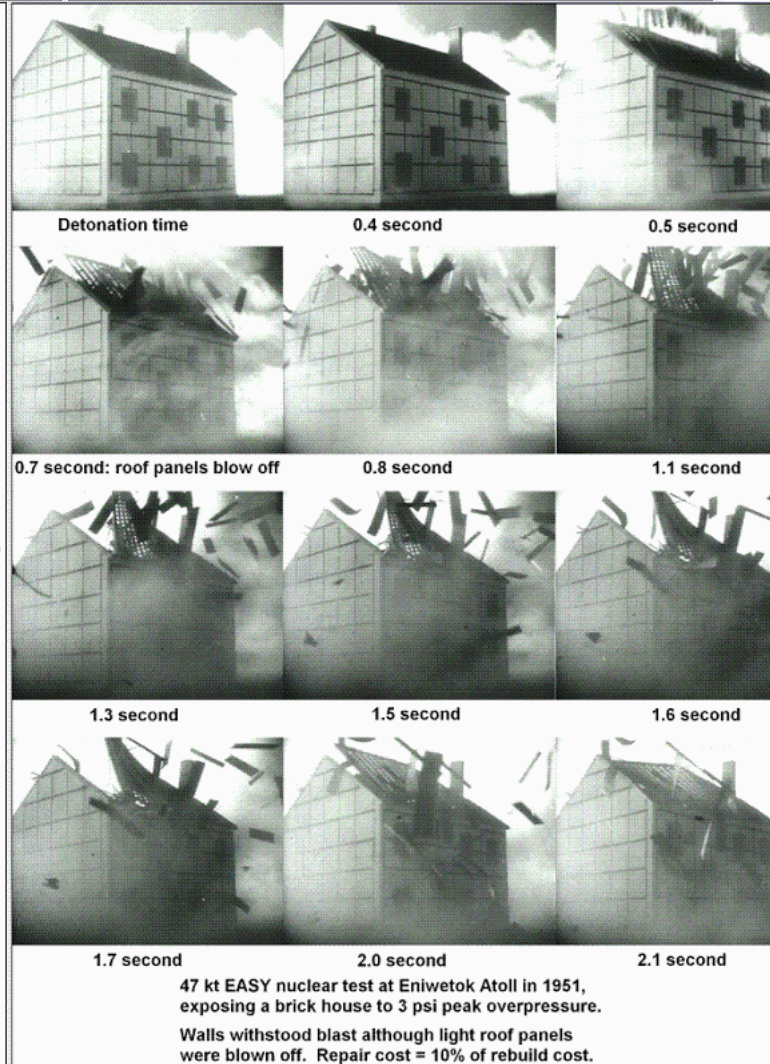 Detonation time
0.4 second
0.5 second
0.7 second: roof panels blow off
0.8 second
1.1 second
1.3 second
1.5 second
1.6 second
1.7 second
2.0 second
2.1 second
47 kt EASY nuclear test at Eniwetok Atoll in 1951,
exposing a brick house to 3 psi peak overpressure.
Walls withstood blast although light roof panels
were blown off. Repair cost = 10% of rebuild cost.